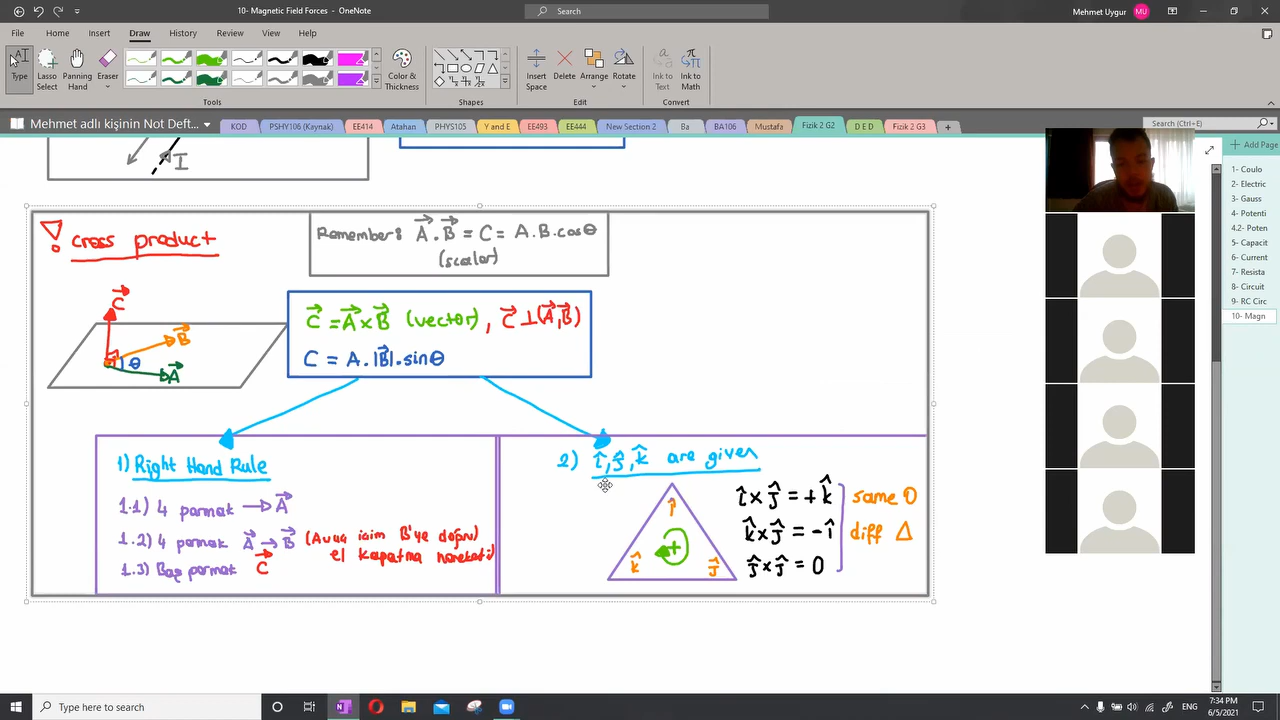 10 - Magnetic Field Forces - OneNote
Search
Mehmet Uygur
MU
File Home Insert Draw History Review View Help
Type
Lasso Select
Panning Hand
Eraser
Color & Thickness
Insert Space
Delete
Arrange
Rotate
Ink to Text
Ink to Math
Tools
Shapes
Edit
Convert
Mehmet adlı kişinin Not Deft...
KOD
PSHY106 (Kaynak)
EE414
Atahan
PHYS105
Y and E
EE493
EE444
New Section 2
Ba
BA106
Mustafa
Fizik 2 G2
D E D
Fizik 2 G3
Search (Ctrl+E)
Add Page
1- Coulo
2- Electric
3- Gauss
4- Potenti
4.2- Poten
5- Capacit
6- Current
7- Resista
8- Circuit
9- RC Circ
10- Magn
I
! cross product
Remember: A⃗ . B⃗ = C = A.B.cosθ
(scalar)
C⃗
B⃗
θ
A⃗
C⃗ = A⃗ x B⃗ (vector), C⃗ ⊥ (A⃗, B⃗)
C = A. |B⃗|. sinθ
1) Right Hand Rule
1.1) 4 parmak → A⃗
1.2) 4 parmak A⃗ → B⃗ (Avuç içim B'ye doğru)
el kapatma hareketi
1.3) Baş parmak C⃗
2) î, ĵ, k̂ are given
î
+
k̂
ĵ
î x ĵ = + k̂
k̂ x ĵ = - î
ĵ x ĵ = 0
same 0
diff Δ
Type here to search
ENG
7:34 PM
6/5/2021